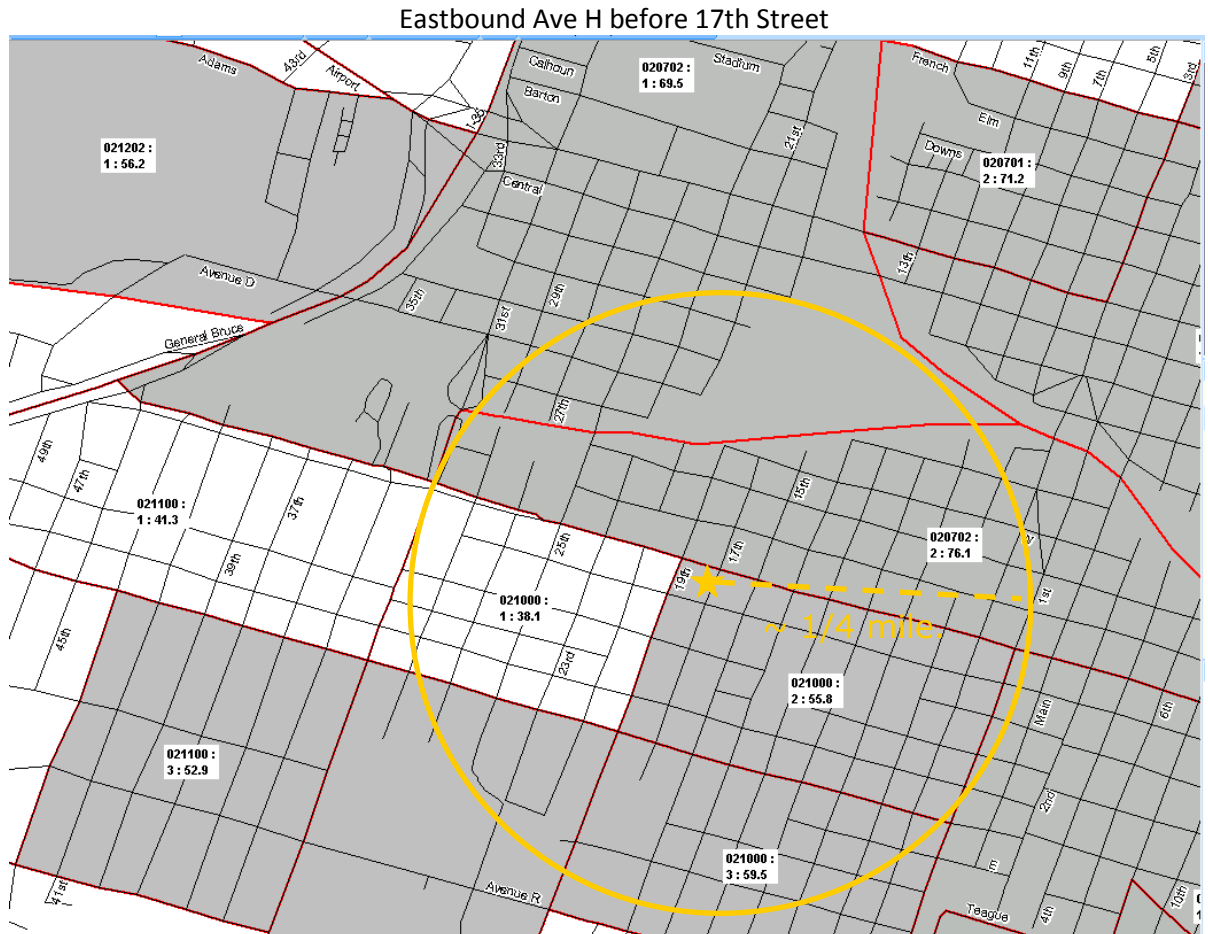 Eastbound Ave H before 17th Street
Adams
43rd
Airport
I-35
Calhoun
Barton
33rd
Central
020702 :
1 : 69.5
Stadium
21st
French
11th
9th
7th
5th
3rd
Elm
Downs
020701 :
2 : 71.2
13th
021202 :
1 : 56.2
Avenue D
General Bruce
35th
31st
29th
27th
49th
47th
021100 :
1 : 41.3
37th
39th
45th
25th
15th
17th
19th
020702 :
2 : 76.1
1st
~ 1/4 mile.
021000 :
1 : 38.1
23rd
021000 :
2 : 55.8
Main
6th
2nd
021100 :
3 : 52.9
41st
Avenue R
021000 :
3 : 59.5
Teague
4th
10th